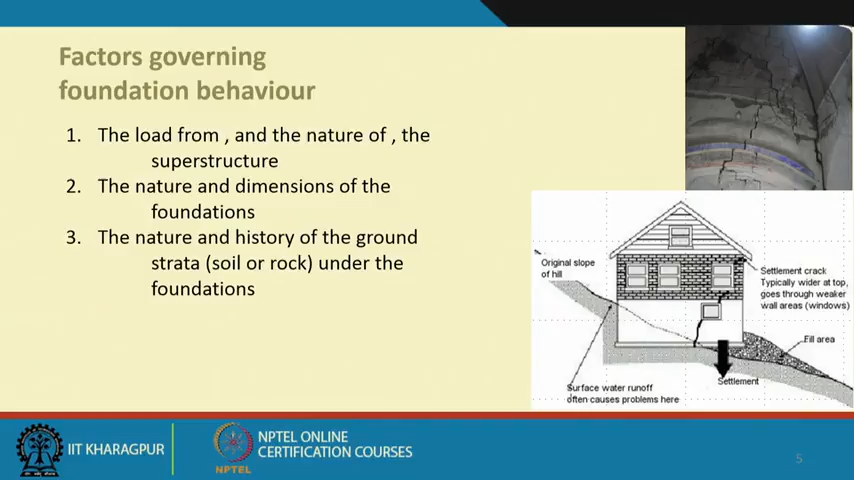 Factors governing
foundation behaviour
1. The load from , and the nature of , the
superstructure
2. The nature and dimensions of the
foundations
3. The nature and history of the ground
strata (soil or rock) under the
foundations
Original slope
of hill
Settlement crack
Typically wider at top,
goes through weaker
wall areas (windows)
Fill area
Settlement
Surface water runoff
often causes problems here
IIT KHARAGPUR
NPTEL
NPTEL ONLINE
CERTIFICATION COURSES
5